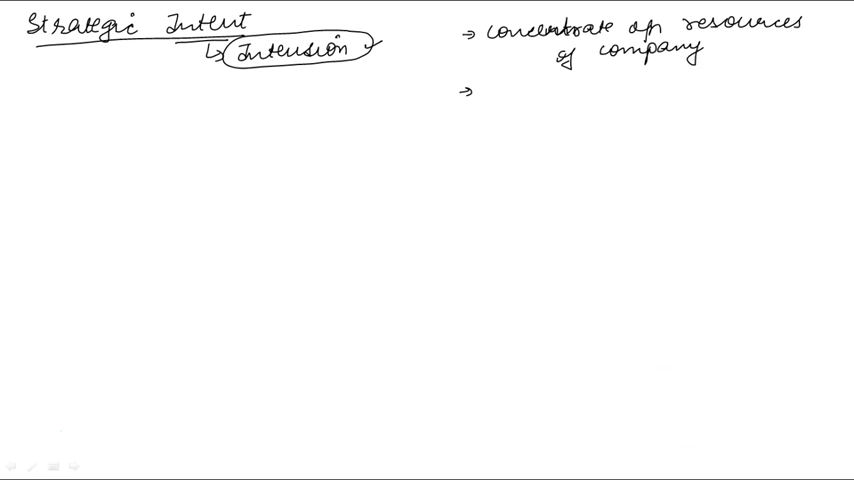 Strategic Intent
↳ Intension
→ concentrate on resources
of company
→